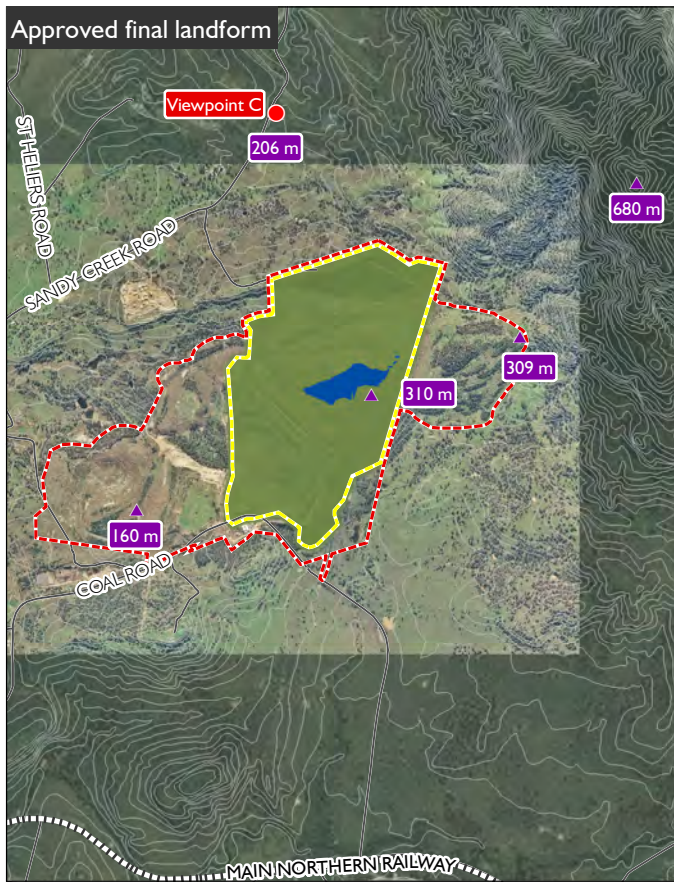 Approved final landform
Viewpoint C
206 m
ST HELIERS ROAD
680 m
SANDY CREEK ROAD
309 m
310 m
160 m
COAL ROAD
MAIN NORTHERN RAILWAY